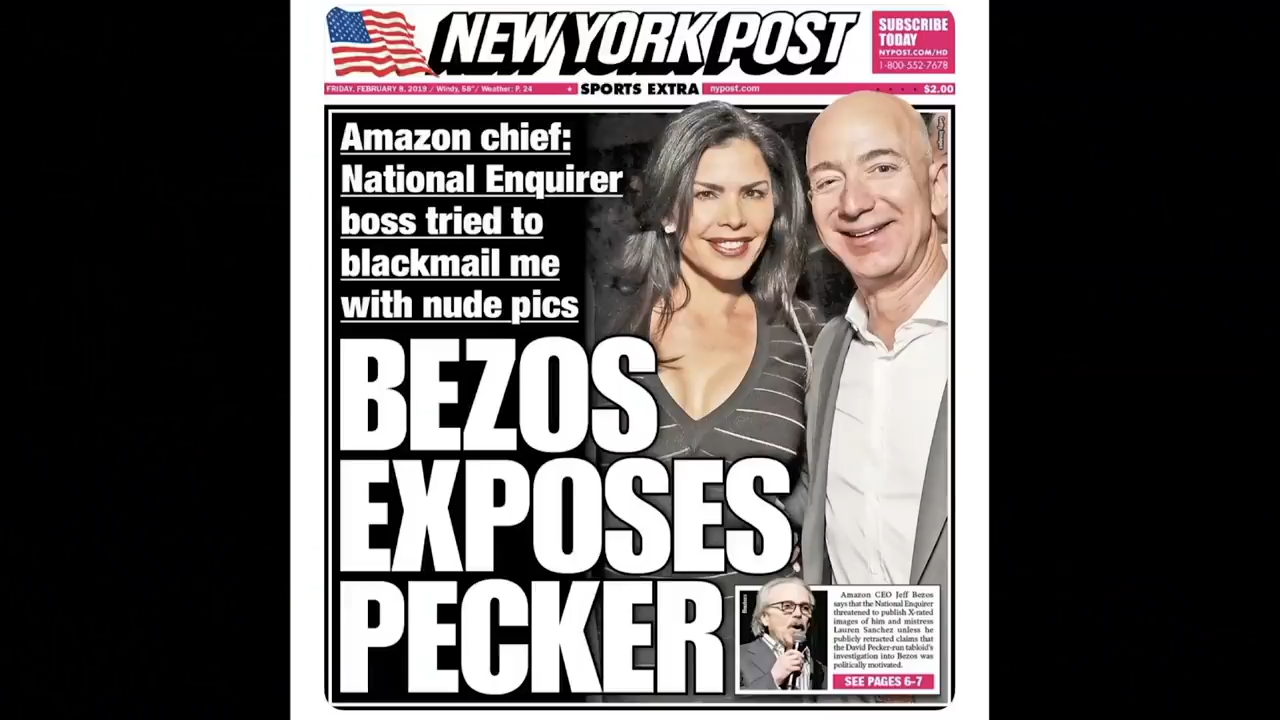 NEW YORK POST
SUBSCRIBE
TODAY
NYPOST.COM/HD
1-800-552-7678
FRIDAY, FEBRUARY 8, 2019 / Windy, 58° / Weather: P. 24
SPORTS EXTRA
nypost.com
$2.00
Amazon chief:
National Enquirer
boss tried to
blackmail me
with nude pics
BEZOS
EXPOSES
PECKER
Amazon CEO Jeff Bezos
says that the National Enquirer
threatened to publish X-rated
images of him and mistress
Lauren Sanchez unless he
publicly retracted claims that
the David Pecker-run tabloid's
investigation into Bezos was
politically motivated.
SEE PAGES 6-7